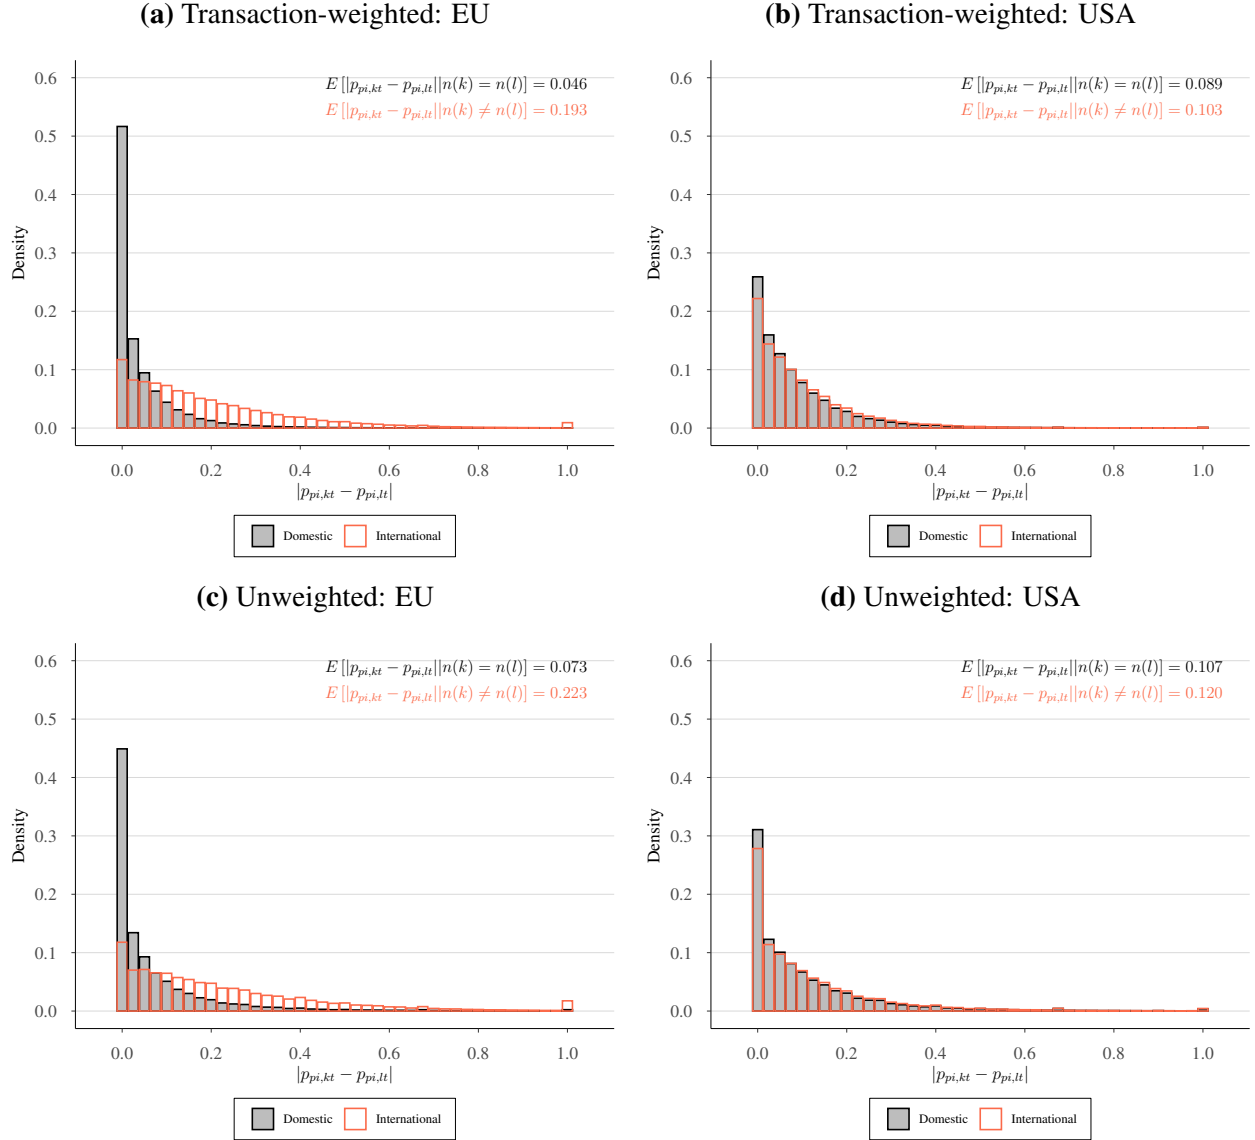 (a) Transaction-weighted: EU
E [|p_{pi,kt} − p_{pi,lt}||n(k) = n(l)] = 0.046
E [|p_{pi,kt} − p_{pi,lt}||n(k) ≠ n(l)] = 0.193
0.6
0.5
0.4
0.3
0.2
0.1
0.0
Density
0.0 0.2 0.4 0.6 0.8 1.0
|p_{pi,kt} − p_{pi,lt}|
Domestic International
(b) Transaction-weighted: USA
E [|p_{pi,kt} − p_{pi,lt}||n(k) = n(l)] = 0.089
E [|p_{pi,kt} − p_{pi,lt}||n(k) ≠ n(l)] = 0.103
0.6
0.5
0.4
0.3
0.2
0.1
0.0
Density
0.0 0.2 0.4 0.6 0.8 1.0
|p_{pi,kt} − p_{pi,lt}|
Domestic International
(c) Unweighted: EU
E [|p_{pi,kt} − p_{pi,lt}||n(k) = n(l)] = 0.073
E [|p_{pi,kt} − p_{pi,lt}||n(k) ≠ n(l)] = 0.223
0.6
0.5
0.4
0.3
0.2
0.1
0.0
Density
0.0 0.2 0.4 0.6 0.8 1.0
|p_{pi,kt} − p_{pi,lt}|
Domestic International
(d) Unweighted: USA
E [|p_{pi,kt} − p_{pi,lt}||n(k) = n(l)] = 0.107
E [|p_{pi,kt} − p_{pi,lt}||n(k) ≠ n(l)] = 0.120
0.6
0.5
0.4
0.3
0.2
0.1
0.0
Density
0.0 0.2 0.4 0.6 0.8 1.0
|p_{pi,kt} − p_{pi,lt}|
Domestic International